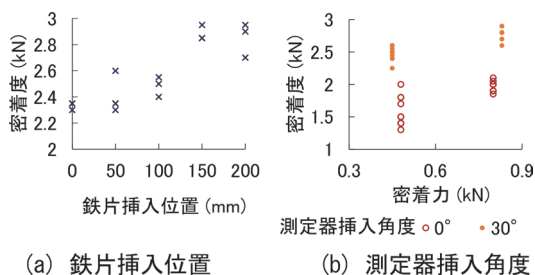 3
2.8
2.6
2.4
2.2
2
密着度 (kN)
0 50 100 150 200
鉄片挿入位置 (mm)
(a) 鉄片挿入位置
3
2.5
2
1.5
1
密着度 (kN)
0.3 0.6 0.9
密着力 (kN)
測定器挿入角度 0° 30°
(b) 測定器挿入角度